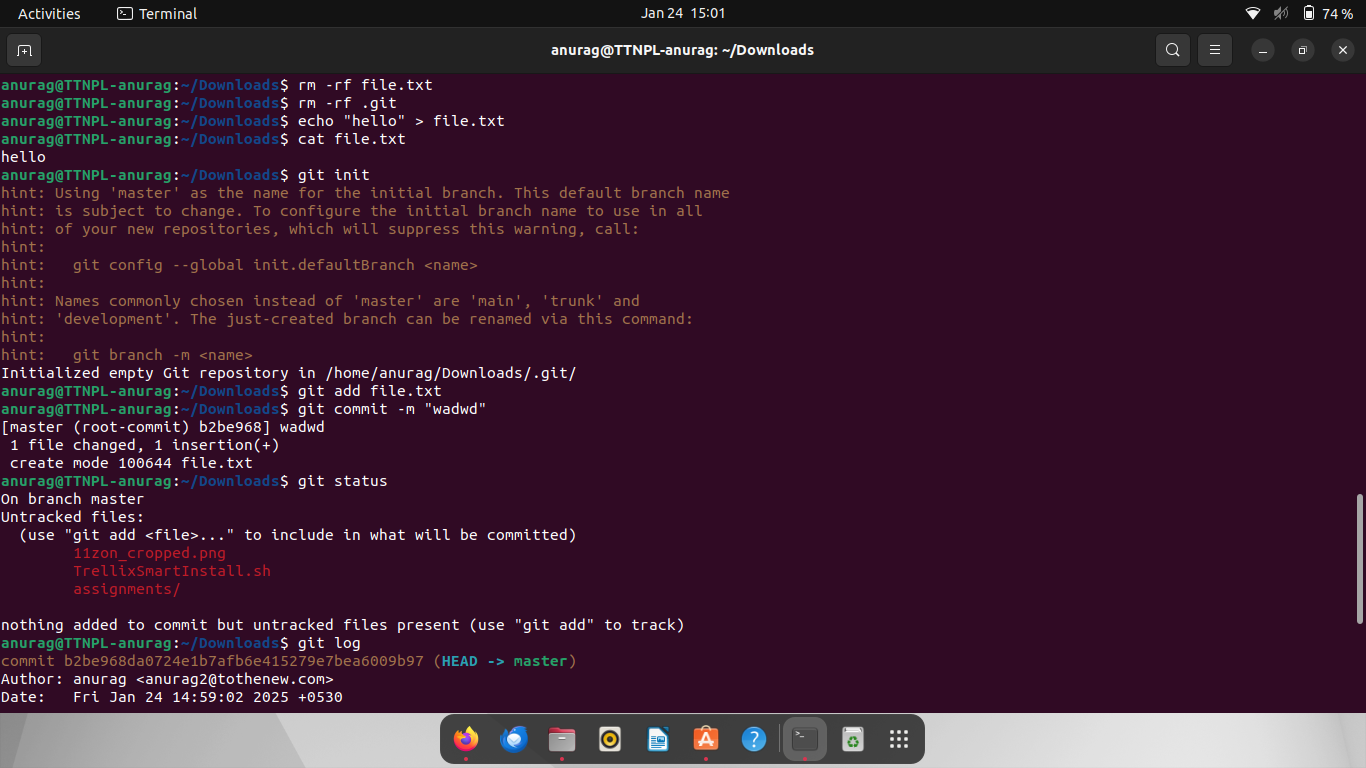 Activities
Terminal
Jan 24 15:01
74 %
anurag@TTNPL-anurag: ~/Downloads
anurag@TTNPL-anurag:~/Downloads$ rm -rf file.txt
anurag@TTNPL-anurag:~/Downloads$ rm -rf .git
anurag@TTNPL-anurag:~/Downloads$ echo "hello" > file.txt
anurag@TTNPL-anurag:~/Downloads$ cat file.txt
hello
anurag@TTNPL-anurag:~/Downloads$ git init
hint: Using 'master' as the name for the initial branch. This default branch name
hint: is subject to change. To configure the initial branch name to use in all
hint: of your new repositories, which will suppress this warning, call:
hint:
hint:   git config --global init.defaultBranch <name>
hint:
hint: Names commonly chosen instead of 'master' are 'main', 'trunk' and
hint: 'development'. The just-created branch can be renamed via this command:
hint:
hint:   git branch -m <name>
Initialized empty Git repository in /home/anurag/Downloads/.git/
anurag@TTNPL-anurag:~/Downloads$ git add file.txt
anurag@TTNPL-anurag:~/Downloads$ git commit -m "wadwd"
[master (root-commit) b2be968] wadwd
 1 file changed, 1 insertion(+)
 create mode 100644 file.txt
anurag@TTNPL-anurag:~/Downloads$ git status
On branch master
Untracked files:
  (use "git add <file>..." to include in what will be committed)
        11zon_cropped.png
        TrellixSmartInstall.sh
        assignments/
nothing added to commit but untracked files present (use "git add" to track)
anurag@TTNPL-anurag:~/Downloads$ git log
commit b2be968da0724e1b7afb6e415279e7bea6009b97 (HEAD -> master)
Author: anurag <anurag2@tothenew.com>
Date:   Fri Jan 24 14:59:02 2025 +0530